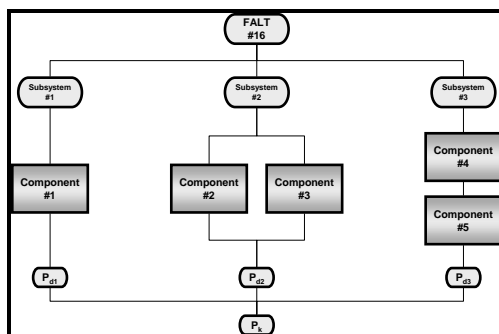 FALT
#16
Subsystem
#1
Subsystem
#2
Subsystem
#3
Component
#4
Component
#1
Component
#2
Component
#3
Component
#5
Pd1
Pd2
Pd3
Pk